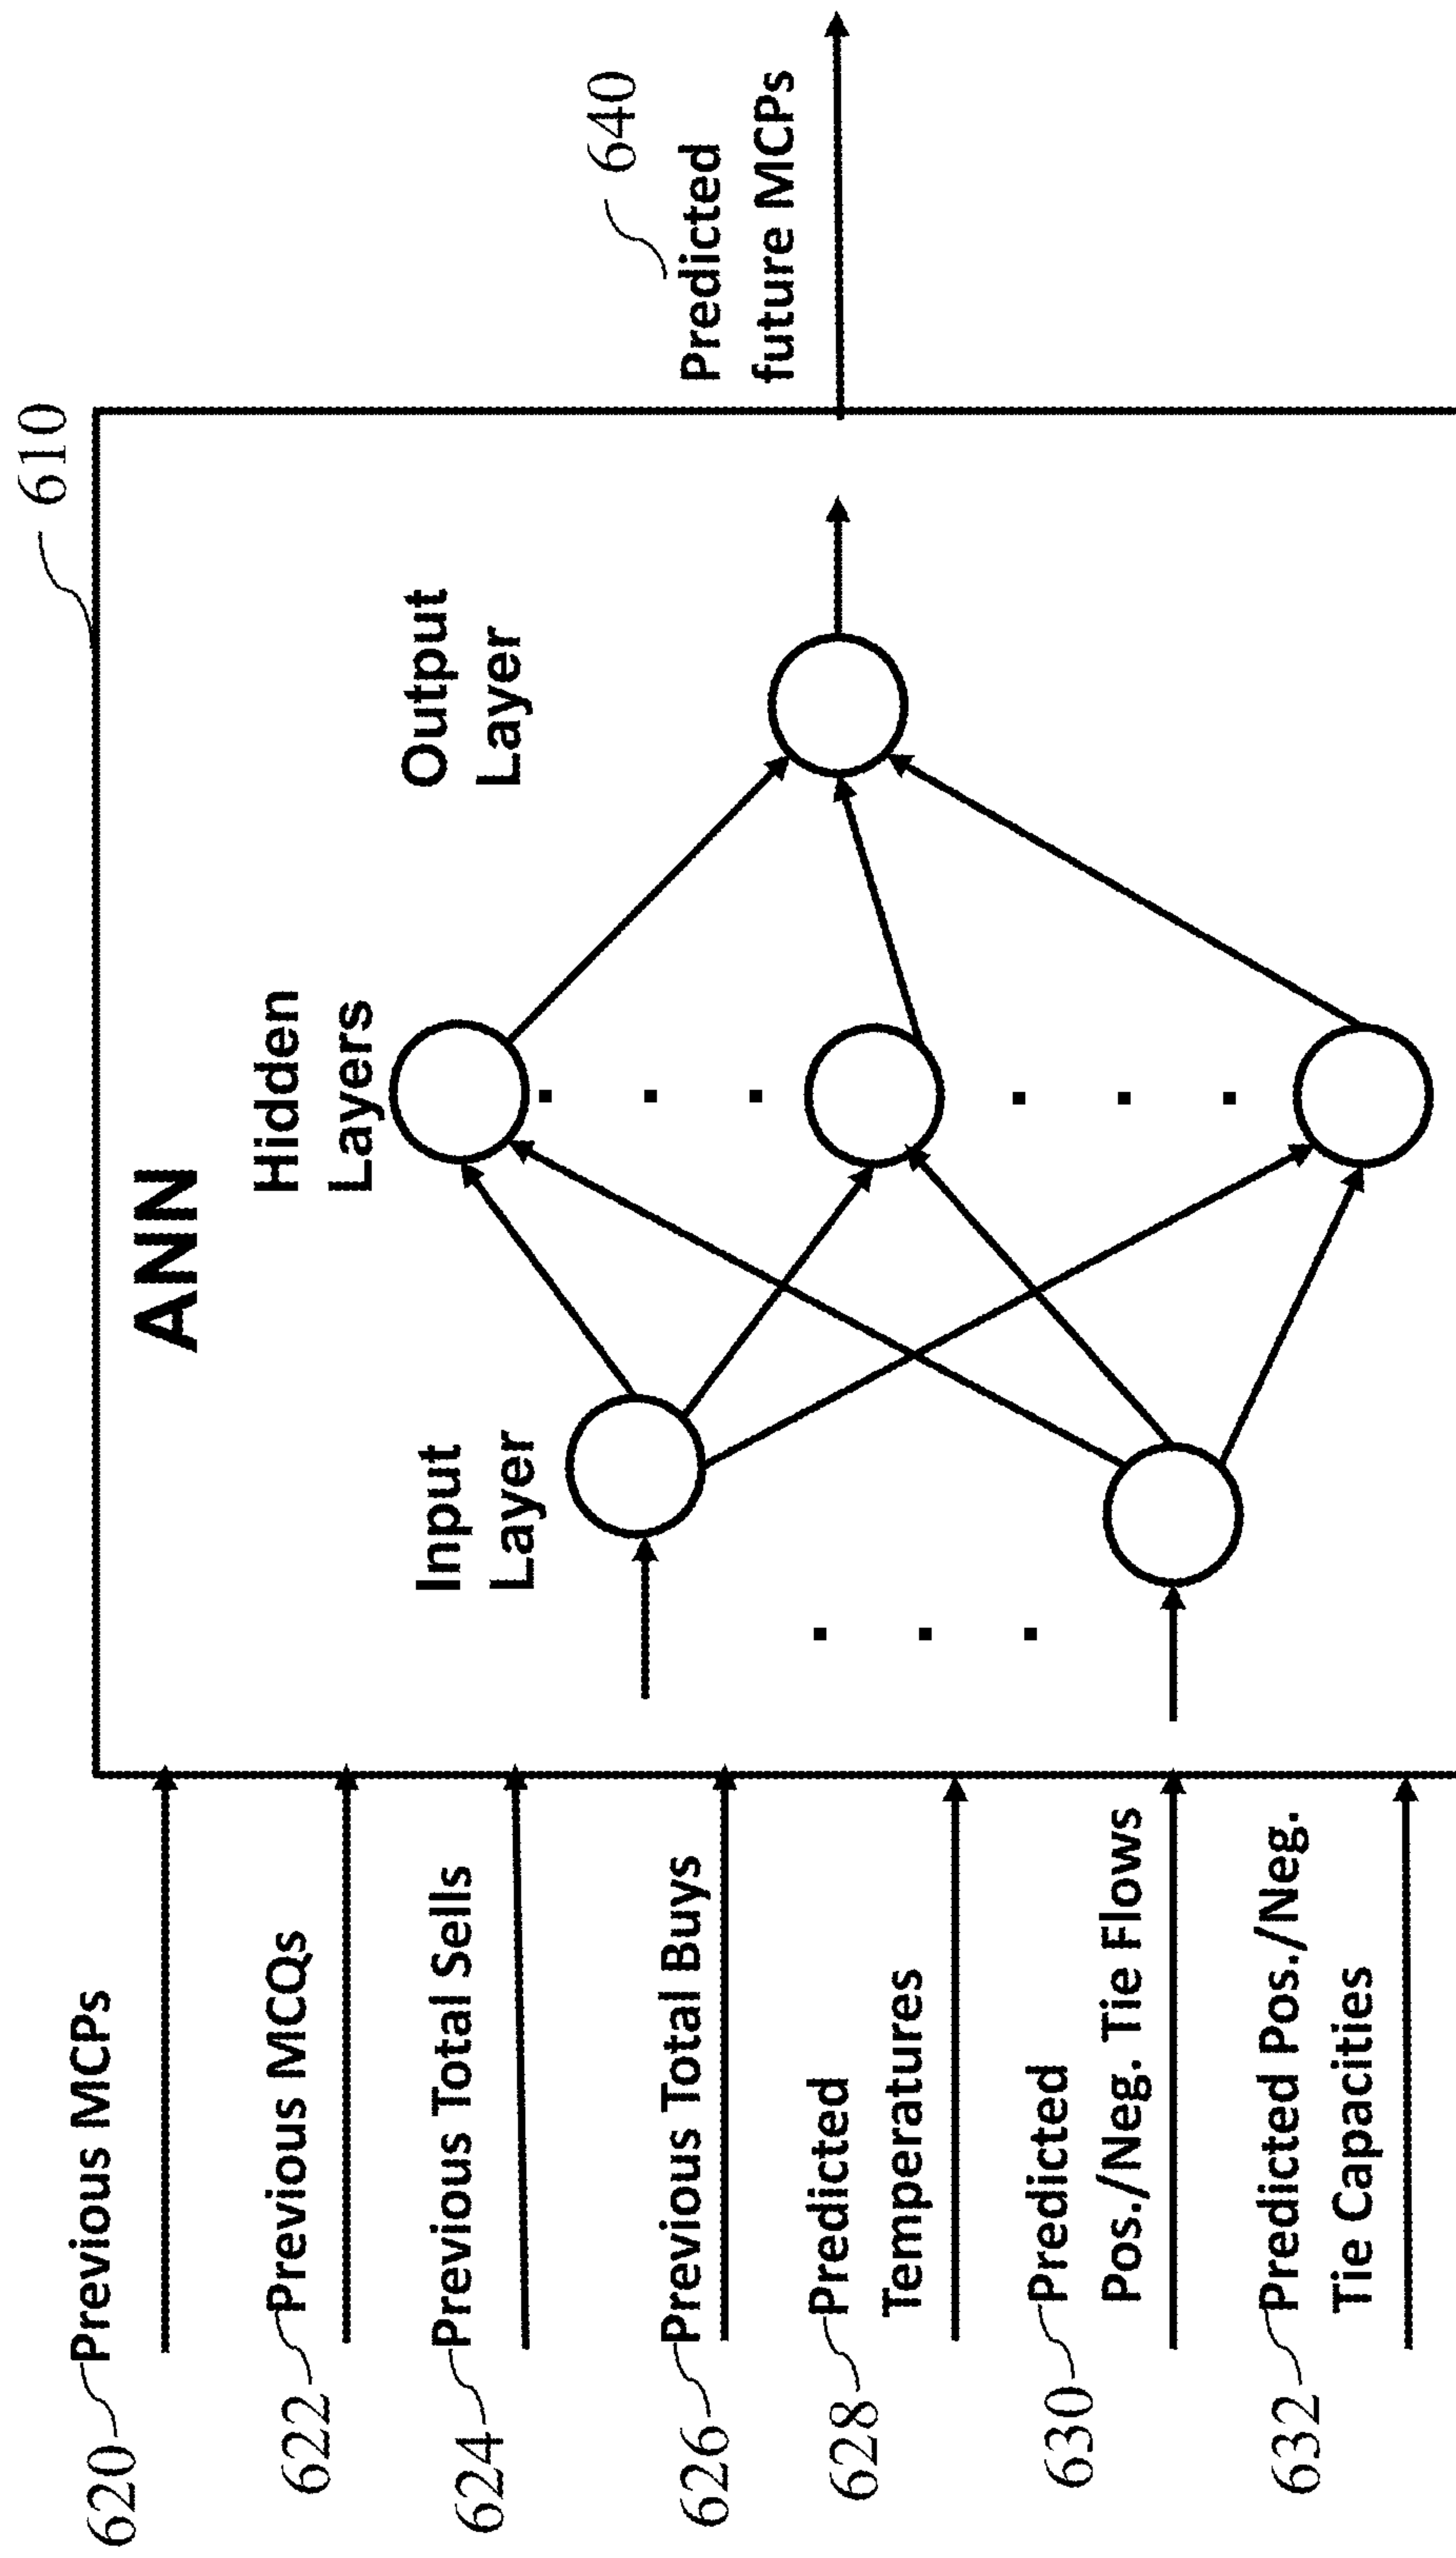 610
ANN
Input
Layer
Hidden
Layers
Output
Layer
620
Previous MCPs
622
Previous MCQs
624
Previous Total Sells
626
Previous Total Buys
628
Predicted
Temperatures
630
Predicted
Pos./Neg. Tie Flows
632
Predicted Pos./Neg.
Tie Capacities
640
Predicted
future MCPs